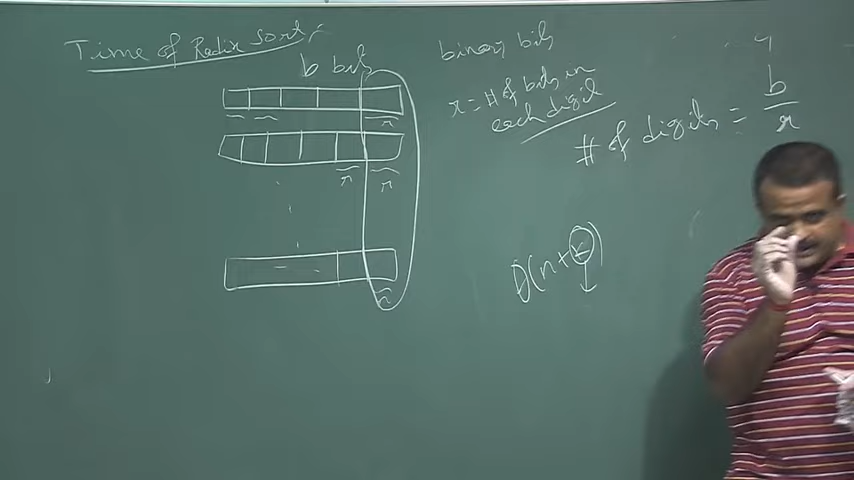 Time of Radix Sort:
b bits
r
r r
r
binary bits
r = # of bits in
each digit
# of digits = b/r
O(n+k)